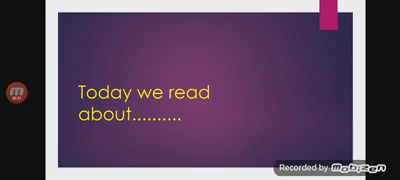 Today we read
about..........
Recorded by Mobizen